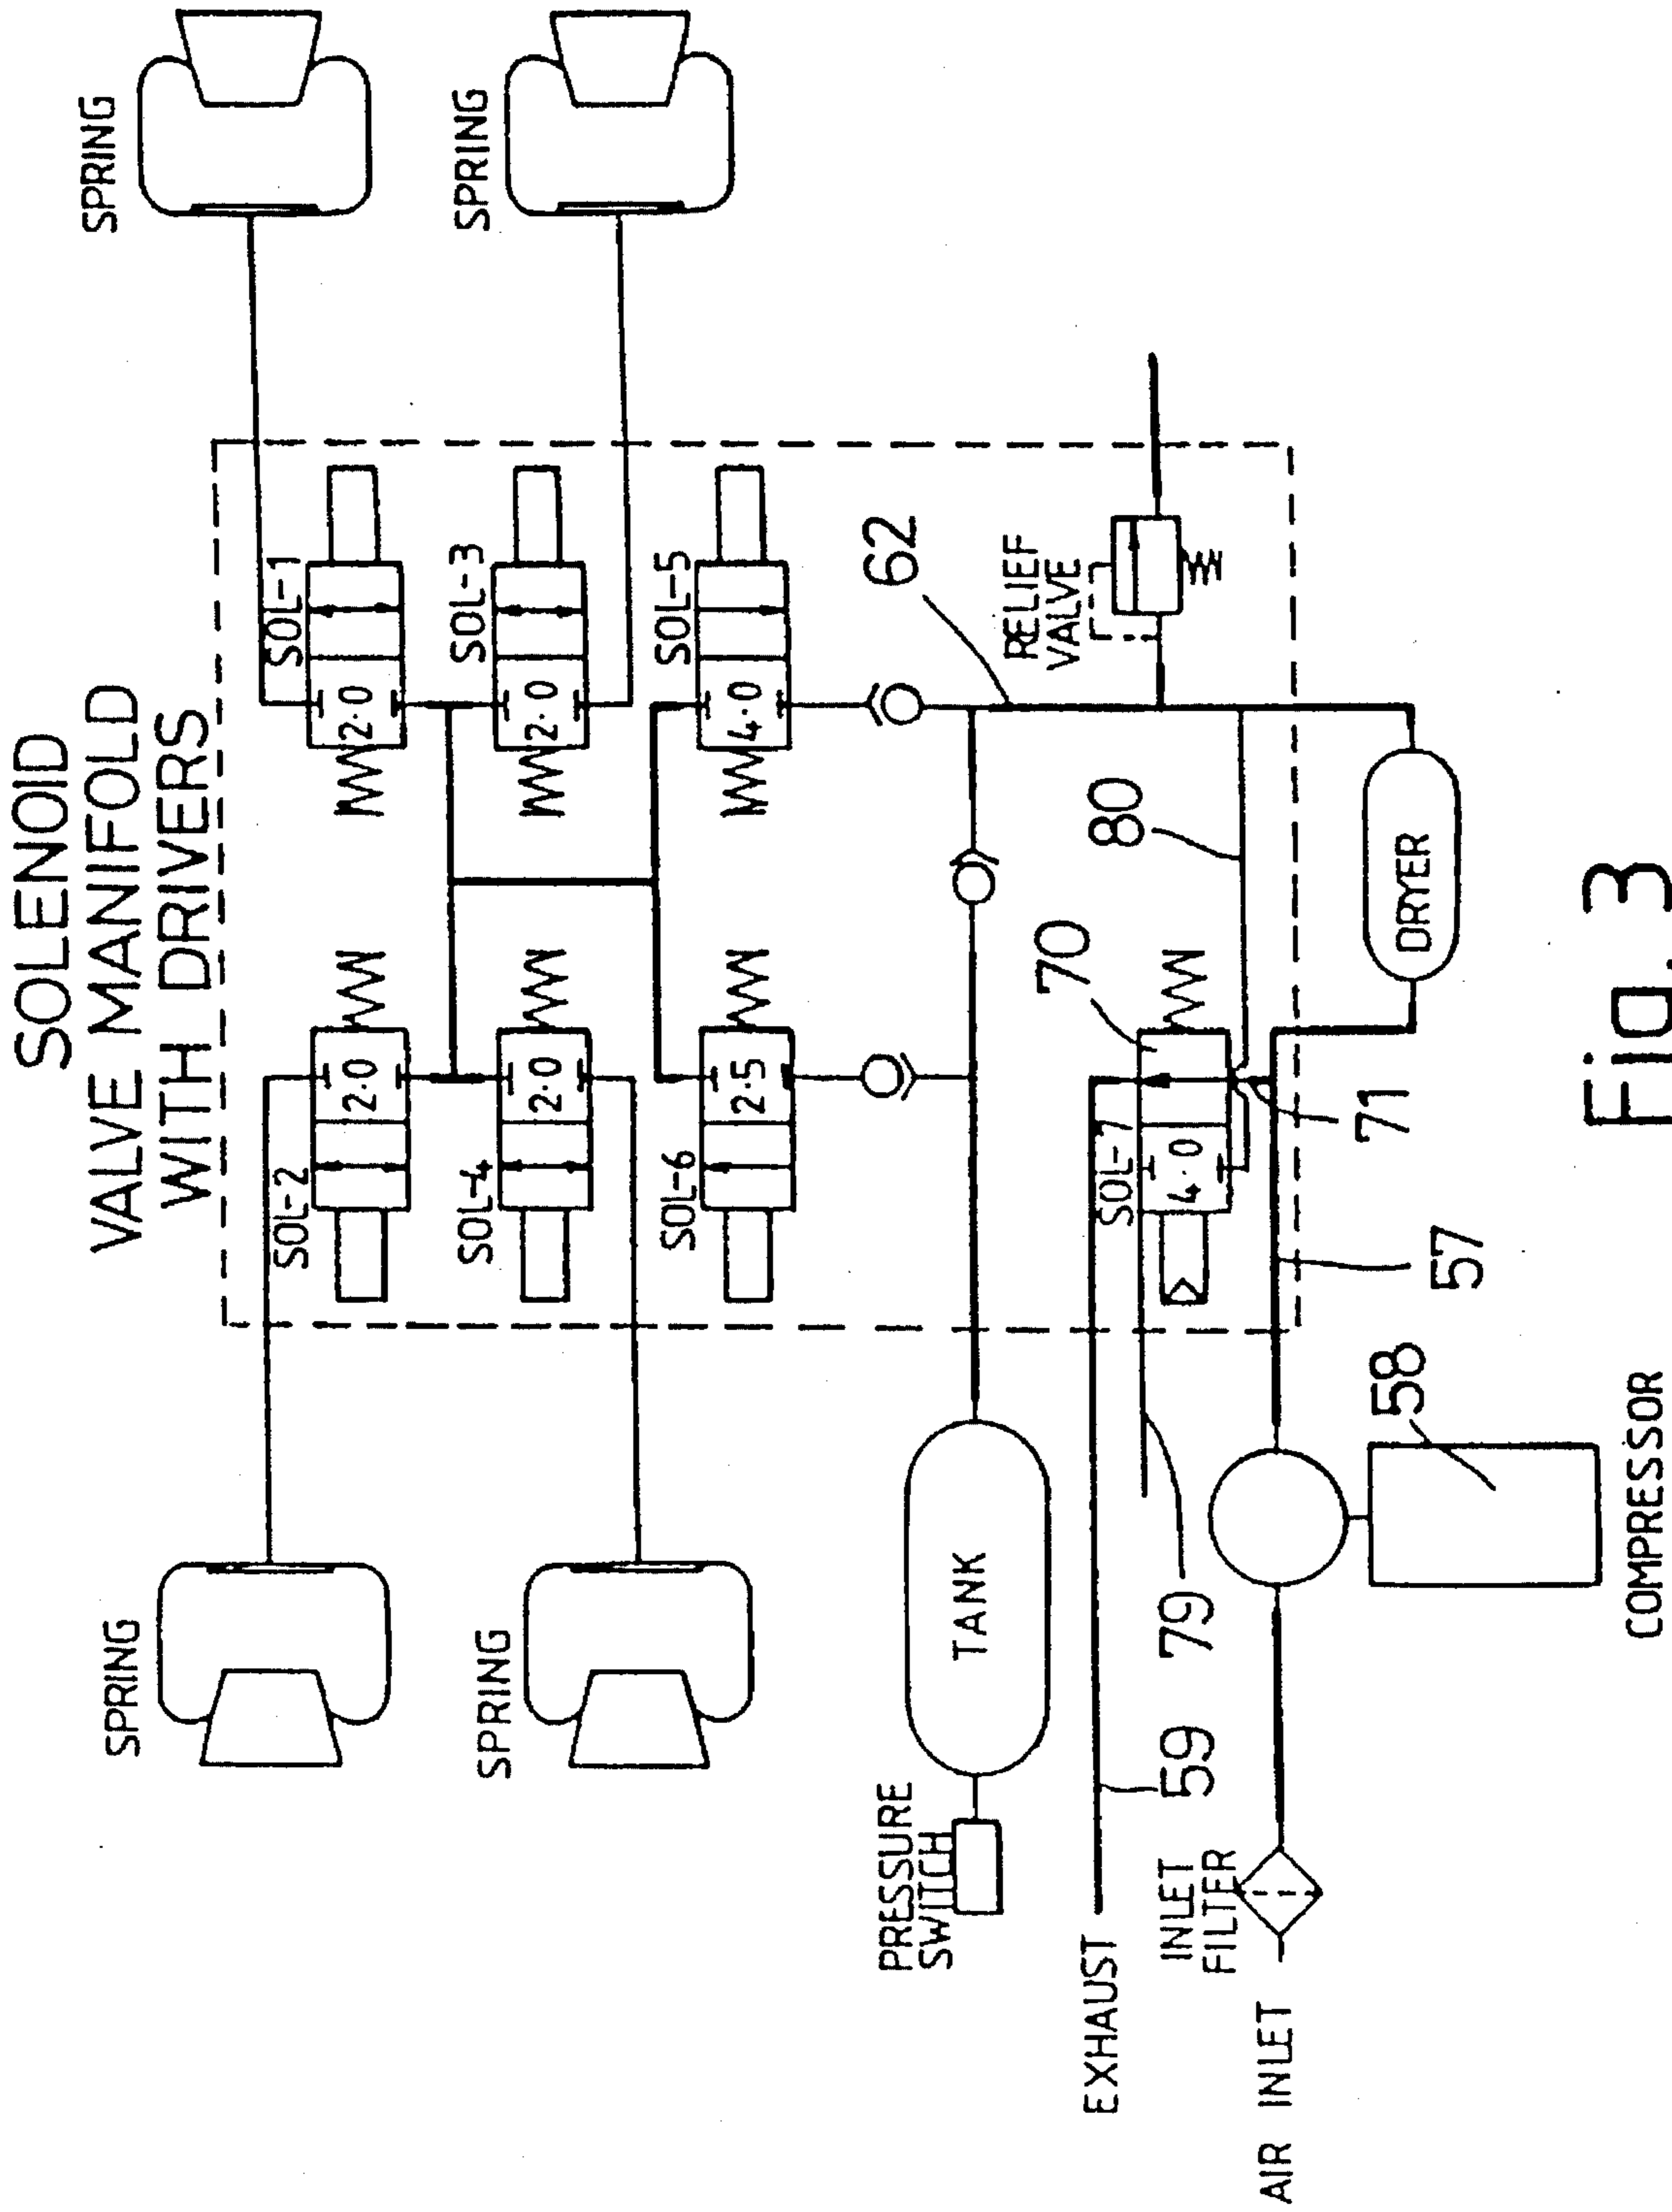 SOLENOID
VALVE MANIFOLD
WITH DRIVERS
SPRING
SPRING
SPRING
SPRING
SOL-2
2.0
SOL-1
2.0
SOL-4
2.0
SOL-3
2.0
SOL-6
2.5
SOL-5
4.0
62
PRESSURE
SWITCH
TANK
RELIEF
VALVE
70
80
SOL-7
4.0
EXHAUST
59
79
71
INLET
FILTER
AIR INLET
57
58
DRYER
COMPRESSOR
Fig. 3